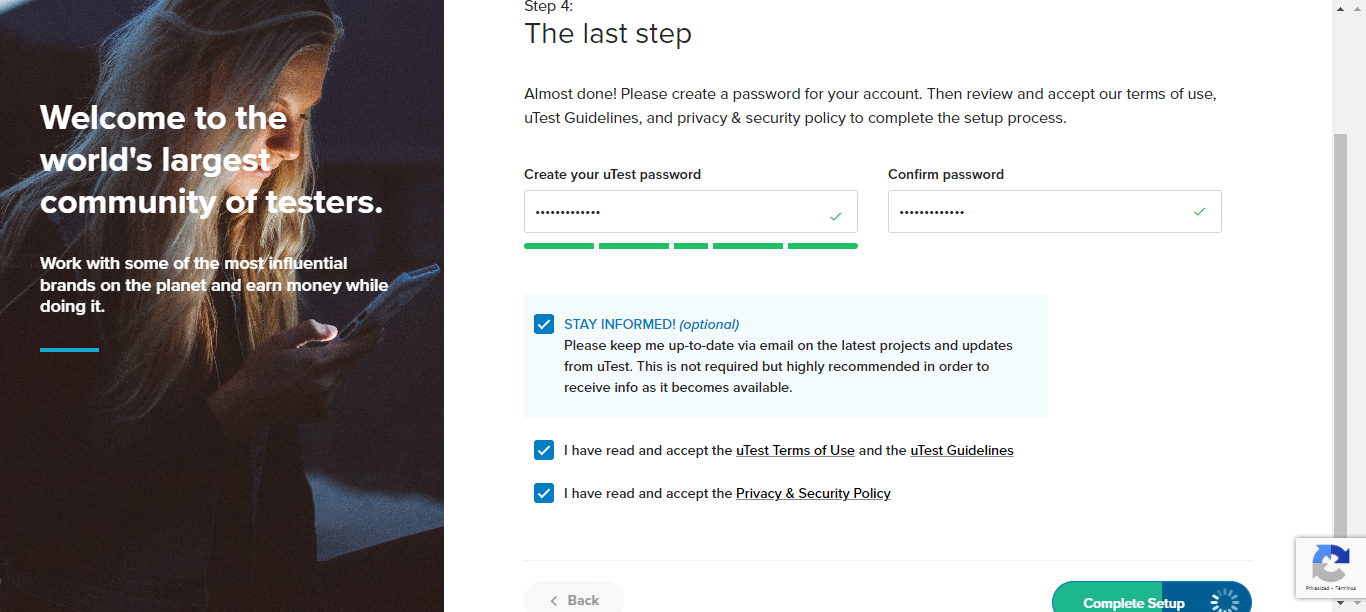 Welcome to the
world's largest
community of testers.
Work with some of the most influential
brands on the planet and earn money while
doing it.
Step 4:
The last step
Almost done! Please create a password for your account. Then review and accept our terms of use,
uTest Guidelines, and privacy & security policy to complete the setup process.
Create your uTest password
Confirm password
•••••••••••••
•••••••••••••
STAY INFORMED! (optional)
Please keep me up-to-date via email on the latest projects and updates
from uTest. This is not required but highly recommended in order to
receive info as it becomes available.
I have read and accept the uTest Terms of Use and the uTest Guidelines
I have read and accept the Privacy & Security Policy
Back
Complete Setup
Privacidad - Términos